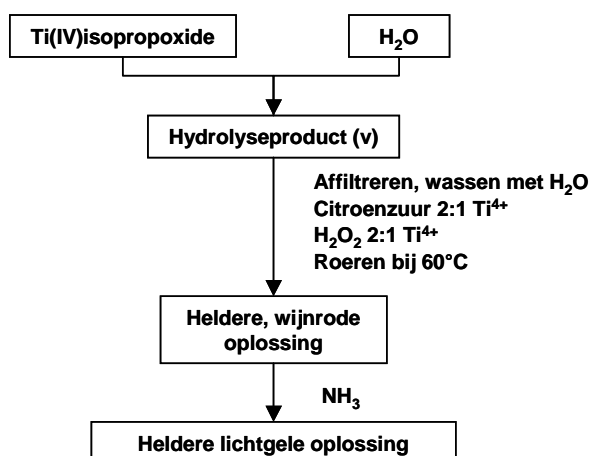 Ti(IV)isopropoxide
H₂O
Hydrolyseproduct (v)
Affiltreren, wassen met H₂O
Citroenzuur 2:1 Ti⁴⁺
H₂O₂ 2:1 Ti⁴⁺
Roeren bij 60°C
Heldere, wijnrode
oplossing
NH₃
Heldere lichtgele oplossing